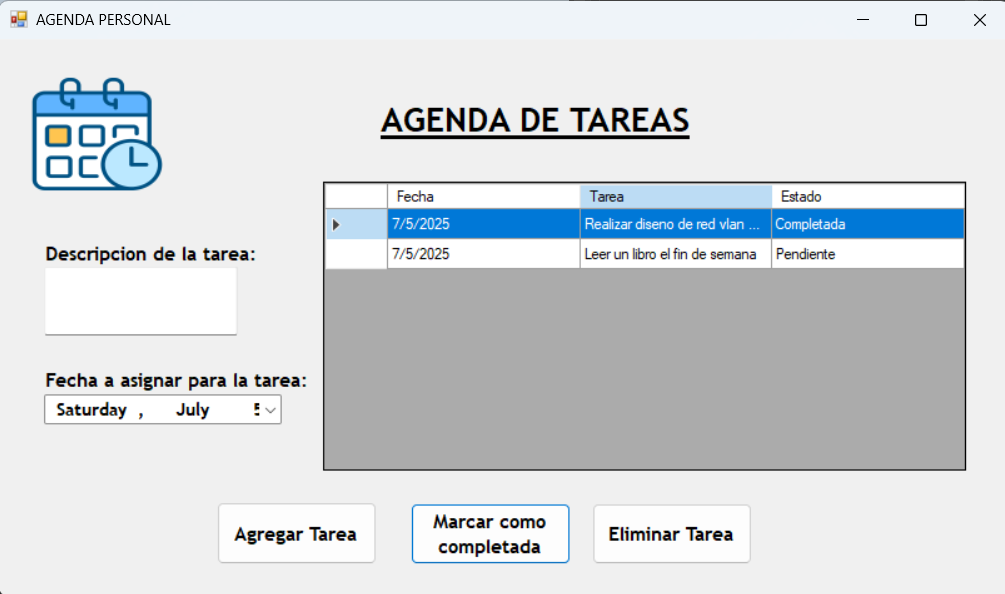 AGENDA PERSONAL
AGENDA DE TAREAS
Fecha Tarea Estado
7/5/2025 Realizar diseno de red vlan ... Completada
7/5/2025 Leer un libro el fin de semana Pendiente
Descripcion de la tarea:
Fecha a asignar para la tarea:
Saturday , July
Agregar Tarea
Marcar como
completada
Eliminar Tarea